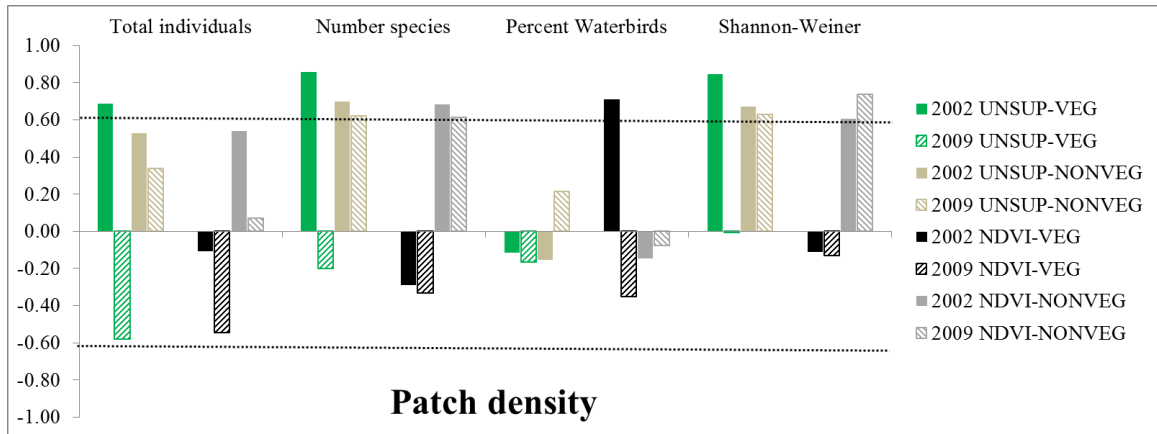 Total individuals Number species Percent Waterbirds Shannon-Weiner
1.00
0.80
0.60
0.40
0.20
0.00
-0.20
-0.40
-0.60
-0.80
-1.00
Patch density
2002 UNSUP-VEG
2009 UNSUP-VEG
2002 UNSUP-NONVEG
2009 UNSUP-NONVEG
2002 NDVI-VEG
2009 NDVI-VEG
2002 NDVI-NONVEG
2009 NDVI-NONVEG